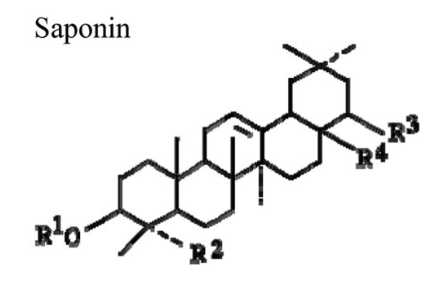 Saponin
R³
R⁴
R¹O
R²